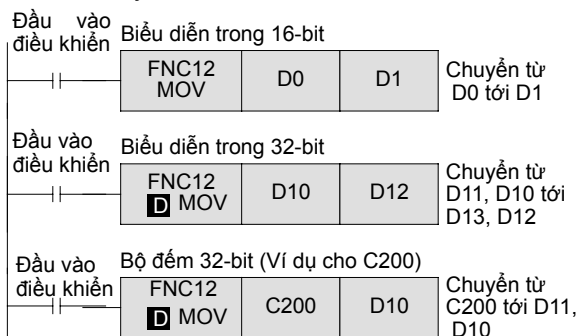 Đầu vào
điều khiển
Biểu diễn trong 16-bit
FNC12
MOV
D0
D1
Chuyển từ
D0 tới D1
Đầu vào
điều khiển
Biểu diễn trong 32-bit
FNC12
D MOV
D10
D12
Chuyển từ
D11, D10 tới
D13, D12
Đầu vào
điều khiển
Bộ đếm 32-bit (Ví dụ cho C200)
FNC12
D MOV
C200
D10
Chuyển từ
C200 tới D11,
D10